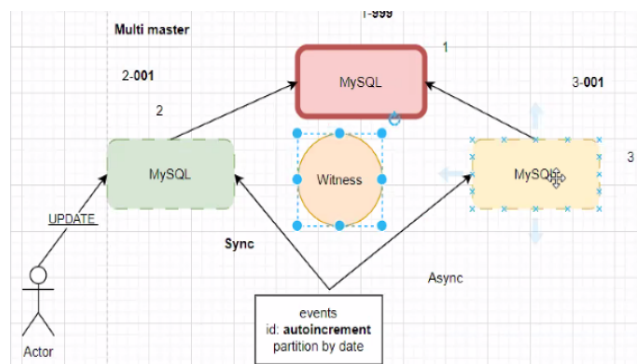 1-999
Multi master
1
2-001
MySQL
3-001
2
MySQL
Witness
MySQL
3
UPDATE
Sync
Async
events
id: autoincrement
partition by date
Actor